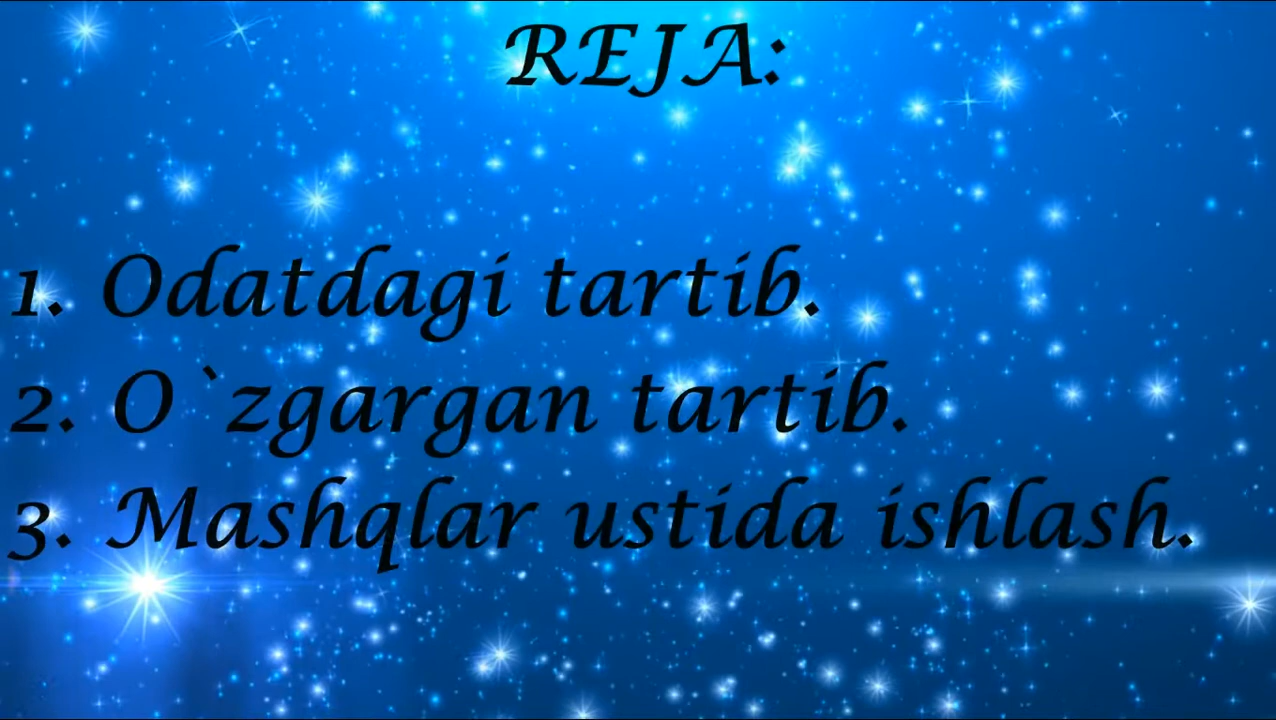 REJA:
1. Odatdagi tartib.
2. O`zgargan tartib.
3. Mashqlar ustida ishlash.